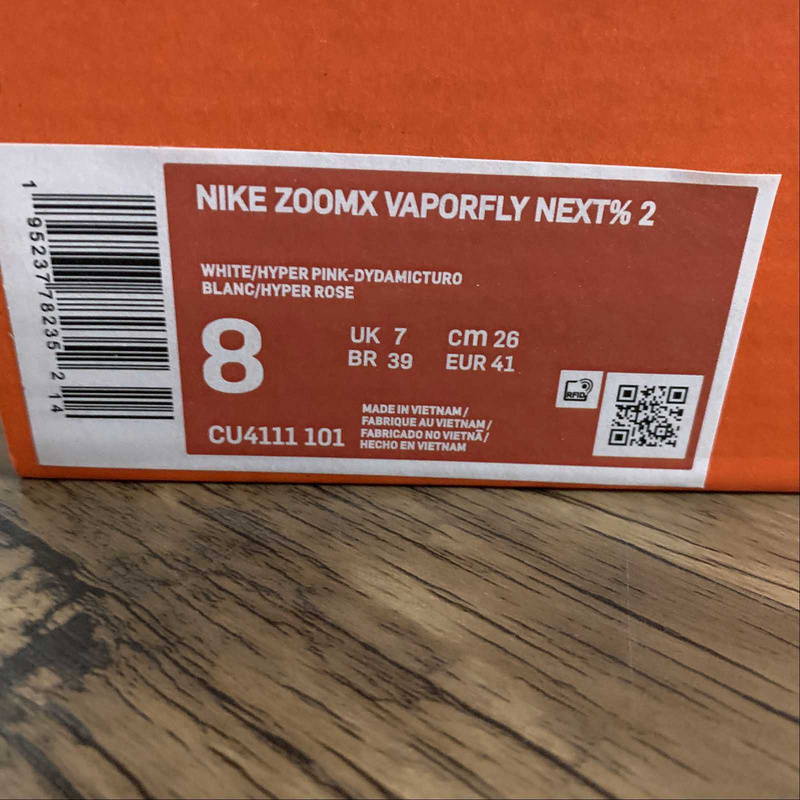 NIKE ZOOMX VAPORFLY NEXT% 2
WHITE/HYPER PINK-DYDAMICTURO
BLANC/HYPER ROSE
8
UK 7 cm 26
BR 39 EUR 41
CU4111 101
MADE IN VIETNAM/
FABRIQUE AU VIETNAM/
FABRICADO NO VIETNÃ/
HECHO EN VIETNAM
RFID
1 95237 78235 2 14